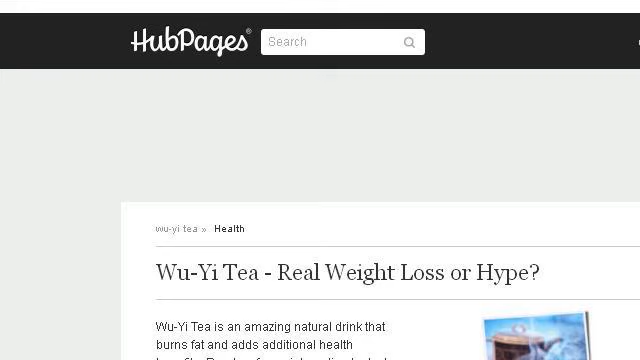 HubPages®
Search
wu-yi tea » Health
Wu-Yi Tea - Real Weight Loss or Hype?
Wu-Yi Tea is an amazing natural drink that
burns fat and adds additional health